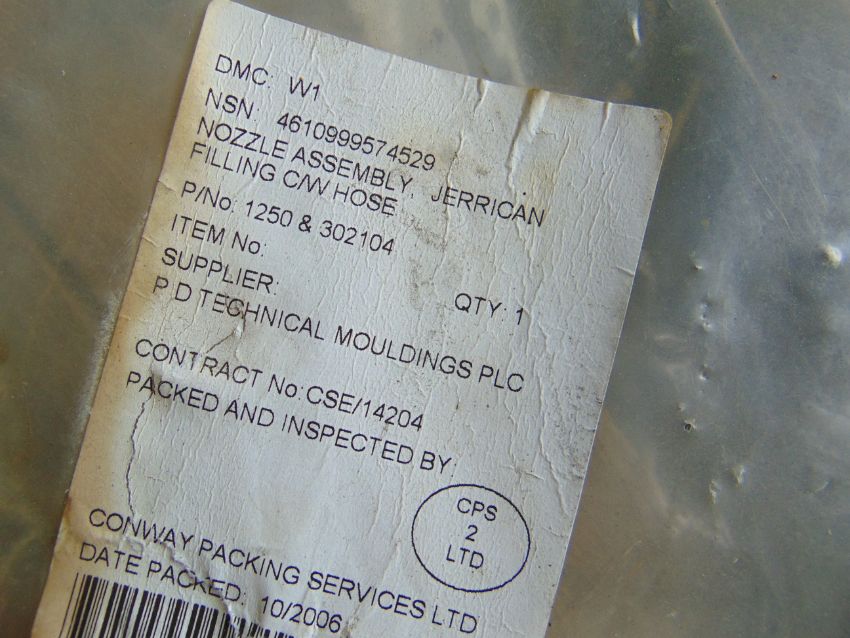 DMC: W1
NSN: 4610999574529
NOZZLE ASSEMBLY, JERRICAN
FILLING C/W HOSE
P/No: 1250 & 302104
ITEM No:
QTY: 1
SUPPLIER:
P D TECHNICAL MOULDINGS PLC
CONTRACT No: CSE/14204
PACKED AND INSPECTED BY:
CPS
2
LTD
CONWAY PACKING SERVICES LTD
DATE PACKED: 10/2006